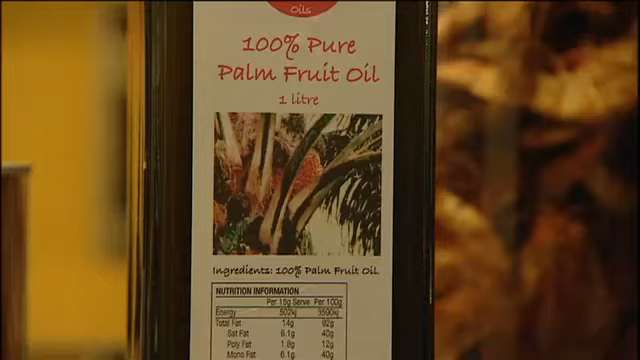 Oils
100% Pure
Palm Fruit Oil
1 litre
Ingredients: 100% Palm Fruit Oil.
NUTRITION INFORMATION
Per 15g Serve Per 100g
Energy 502kj 3590kj
Total Fat 14g 92g
Sat Fat 6.1g 40g
Poly Fat 1.8g 12g
Mono Fat 6.1g 40g